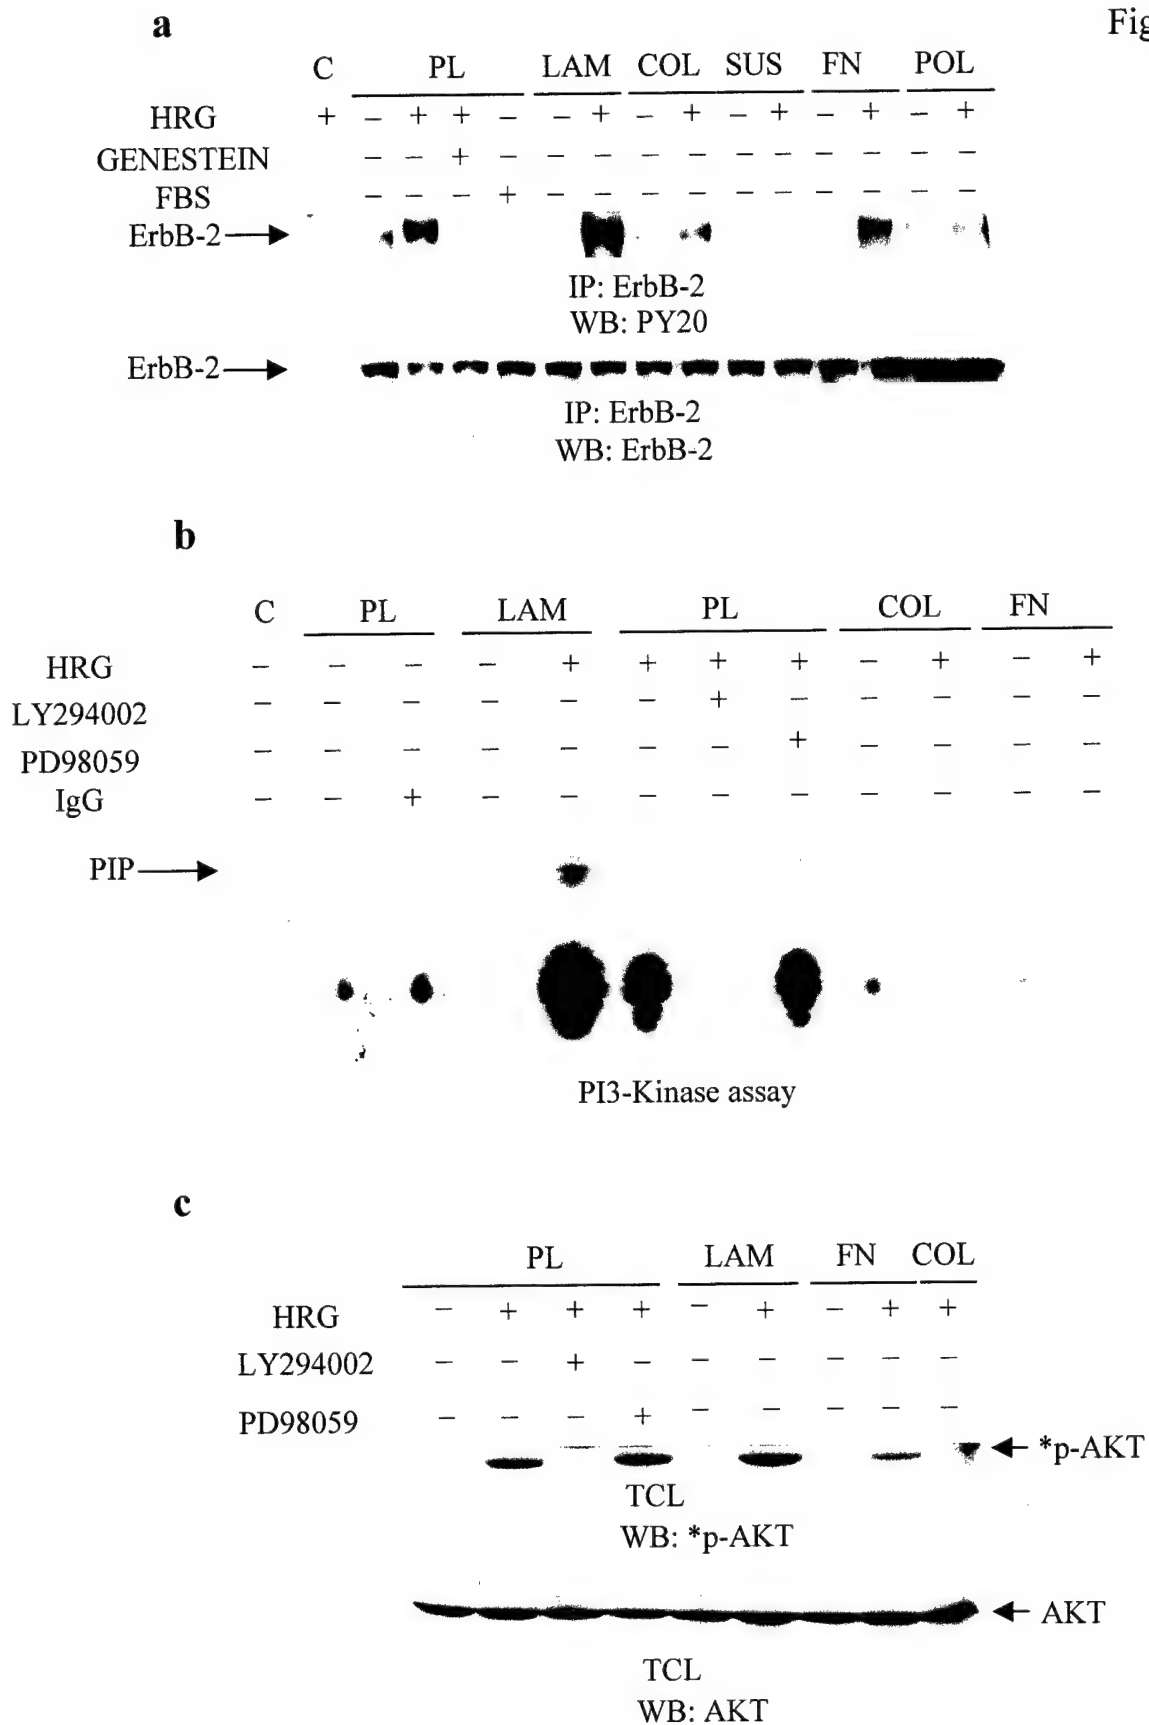 Fig
a
C PL LAM COL SUS FN POL
HRG + − + + − − + − + − + − + − +
GENESTEIN − − + − − − − − − − − − − −
FBS − − − + − − − − − − − − − −
ErbB-2
IP: ErbB-2
WB: PY20
ErbB-2
IP: ErbB-2
WB: ErbB-2
b
C PL LAM PL COL FN
HRG − − − − + + + + − + − +
LY294002 − − − − − − + − − − − −
PD98059 − − − − − − − + − − − −
IgG − − + − − − − − − − − −
PIP
PI3-Kinase assay
c
PL LAM FN COL
HRG − + + + − + − + +
LY294002 − − + − − − − − −
PD98059 − − − + − − − − −
*p-AKT
TCL
WB: *p-AKT
AKT
TCL
WB: AKT